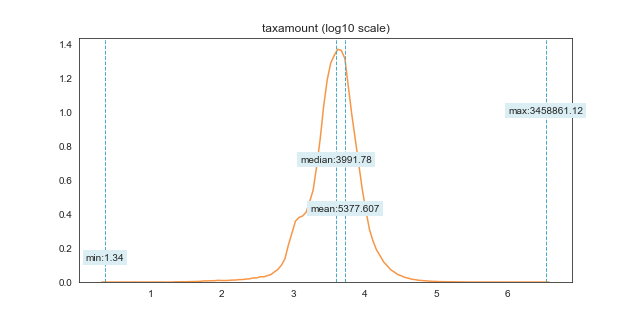 taxamount (log10 scale)
1.4
1.2
1.0
0.8
0.6
0.4
0.2
0.0
max:3458861.12
median:3991.78
mean:5377.607
min:1.34
1 2 3 4 5 6